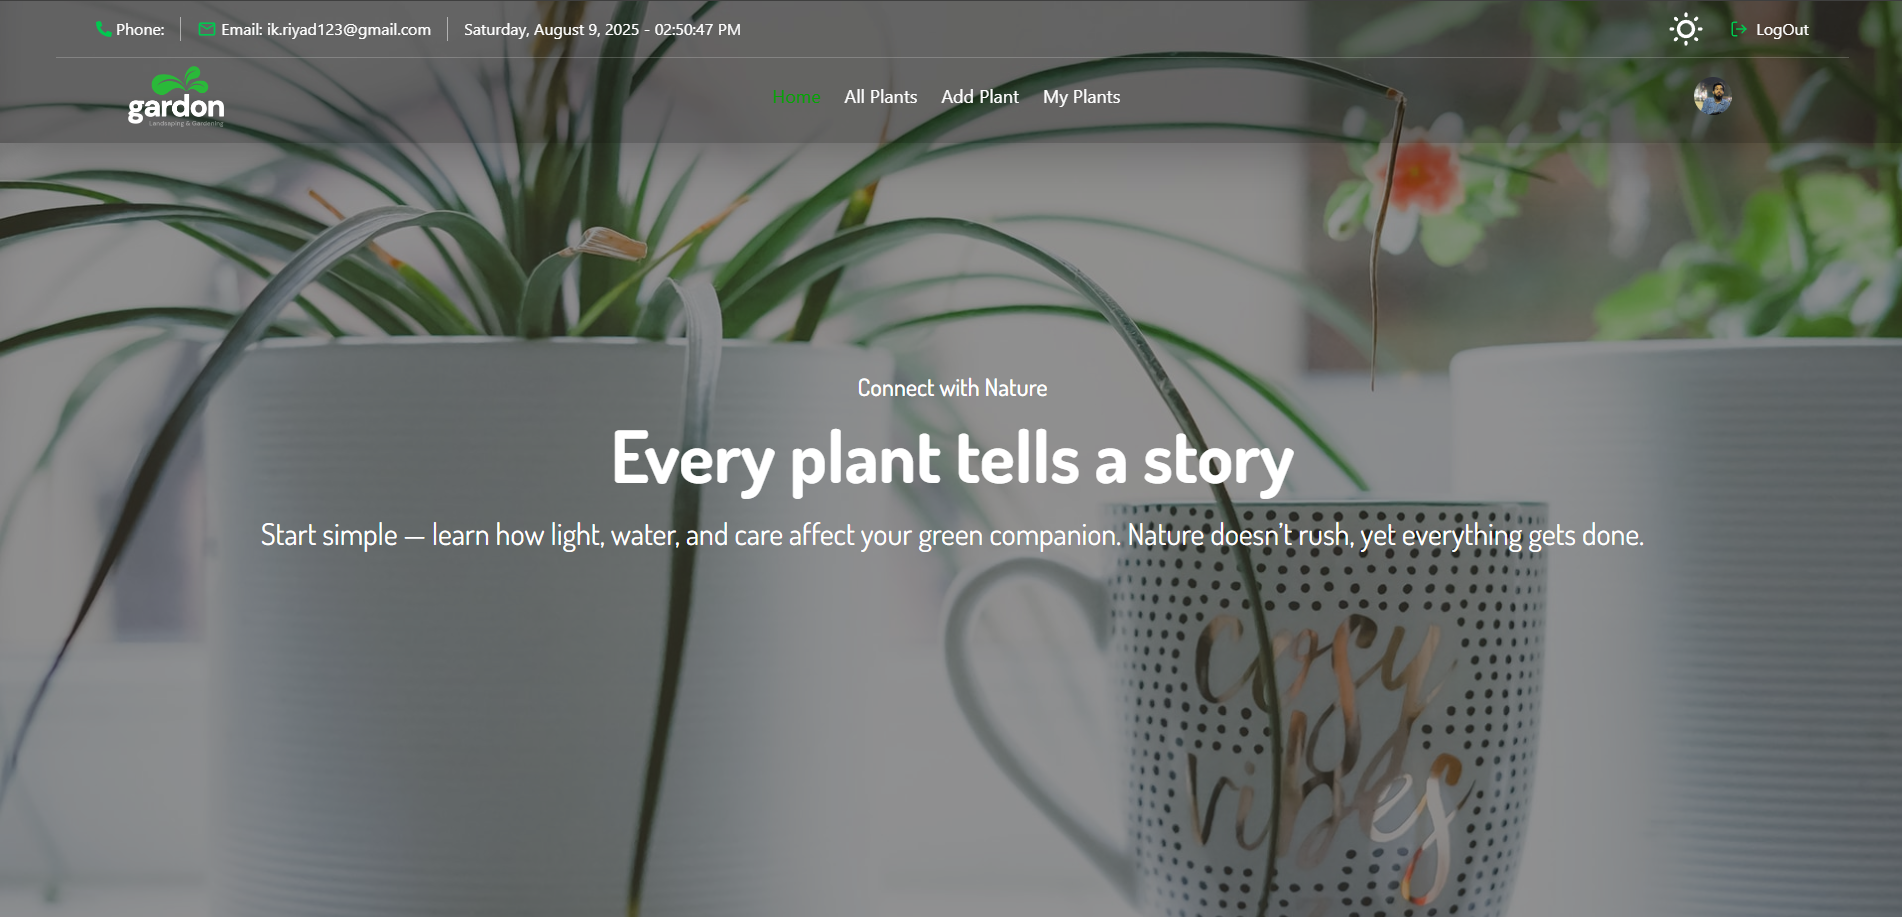 Phone: Email: ik.riyad123@gmail.com Saturday, August 9, 2025 - 02:50:47 PM LogOut
gardon
Landsaping & Gardening
Home All Plants Add Plant My Plants
Connect with Nature
Every plant tells a story
Start simple — learn how light, water, and care affect your green companion. Nature doesn’t rush, yet everything gets done.
cosy
vibes